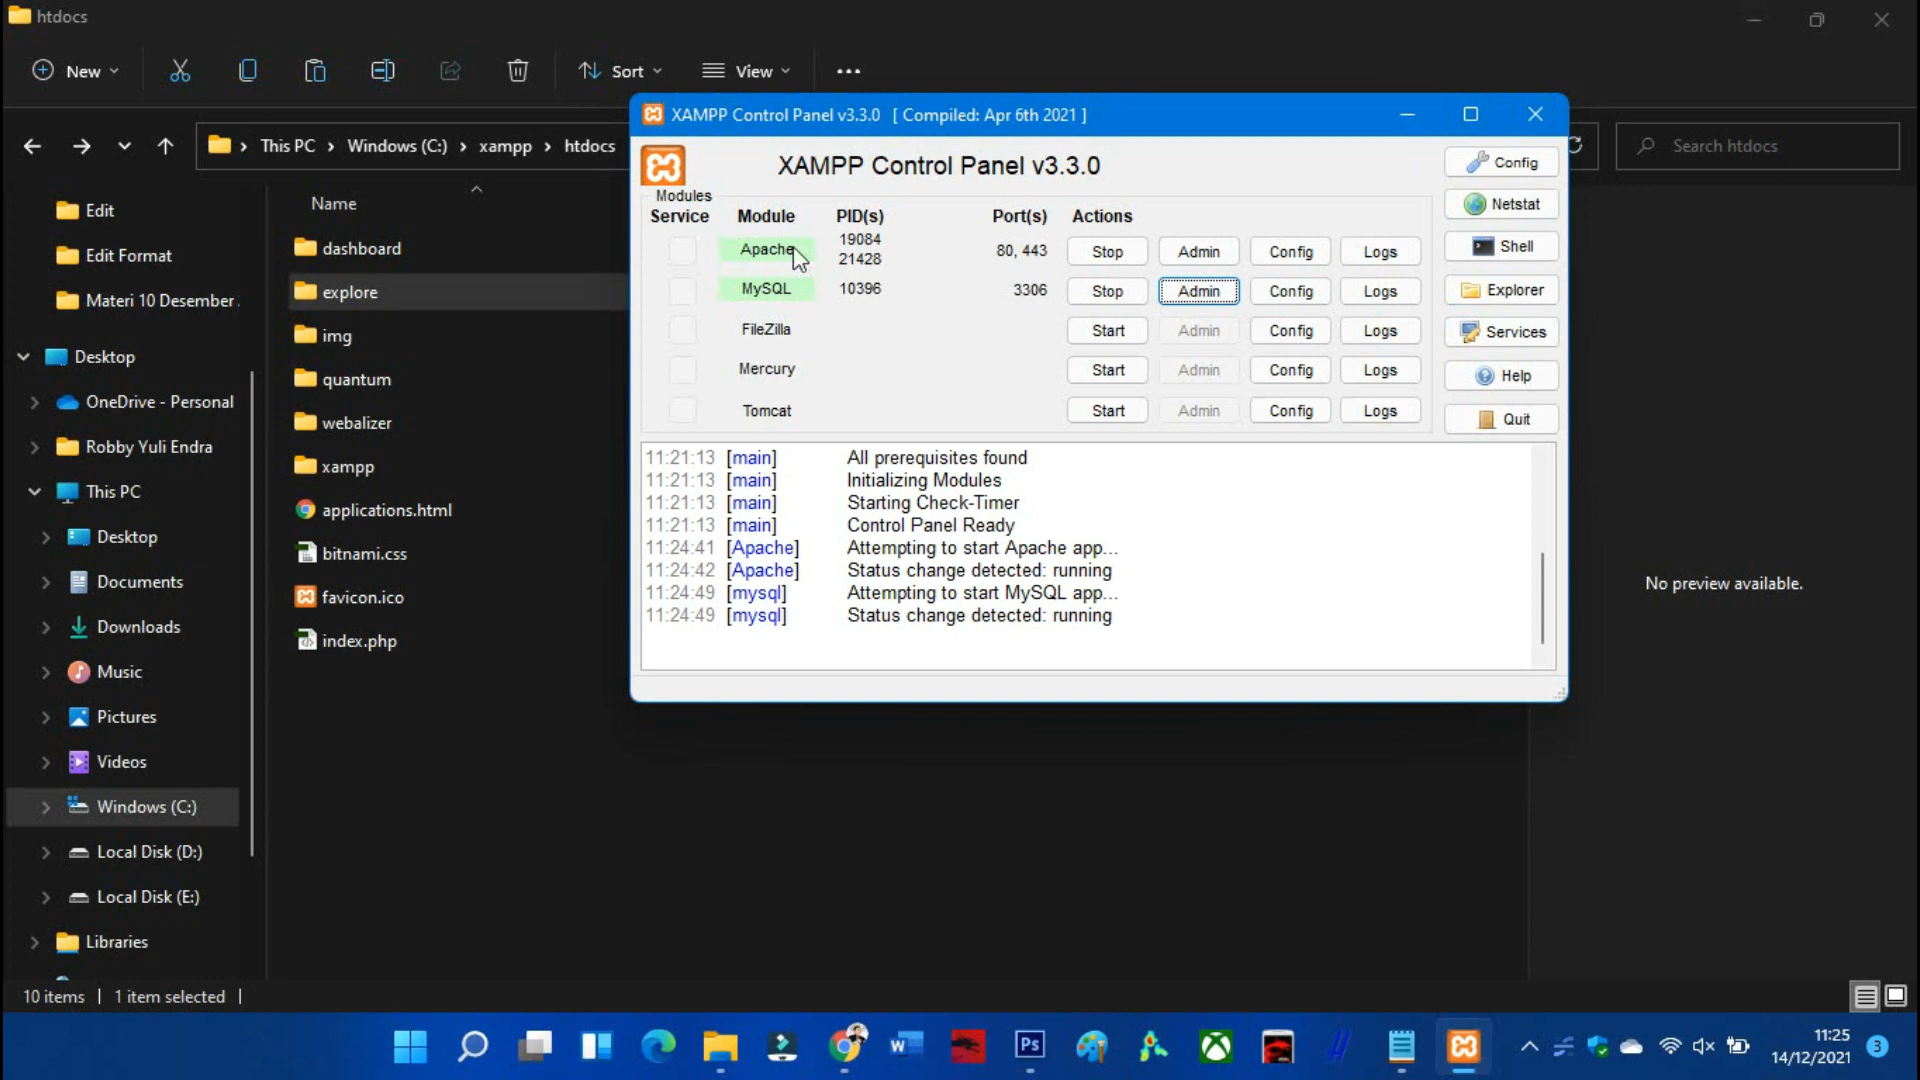 htdocs
New
Sort
View
This PC > Windows (C:) > xampp > htdocs
Search htdocs
Edit
Edit Format
Materi 10 Desember
Desktop
OneDrive - Personal
Robby Yuli Endra
This PC
Desktop
Documents
Downloads
Music
Pictures
Videos
Windows (C:)
Local Disk (D:)
Local Disk (E:)
Libraries
Name
dashboard
explore
img
quantum
webalizer
xampp
applications.html
bitnami.css
favicon.ico
index.php
XAMPP Control Panel v3.3.0 [ Compiled: Apr 6th 2021 ]
XAMPP Control Panel v3.3.0
Modules
Service Module PID(s) Port(s) Actions
Apache 19084 21428 80, 443 Stop Admin Config Logs
MySQL 10396 3306 Stop Admin Config Logs
FileZilla Start Admin Config Logs
Mercury Start Admin Config Logs
Tomcat Start Admin Config Logs
Config
Netstat
Shell
Explorer
Services
Help
Quit
11:21:13 [main] All prerequisites found
11:21:13 [main] Initializing Modules
11:21:13 [main] Starting Check-Timer
11:21:13 [main] Control Panel Ready
11:24:41 [Apache] Attempting to start Apache app...
11:24:42 [Apache] Status change detected: running
11:24:49 [mysql] Attempting to start MySQL app...
11:24:49 [mysql] Status change detected: running
No preview available.
10 items | 1 item selected |
W
Ps
11:25
14/12/2021
3